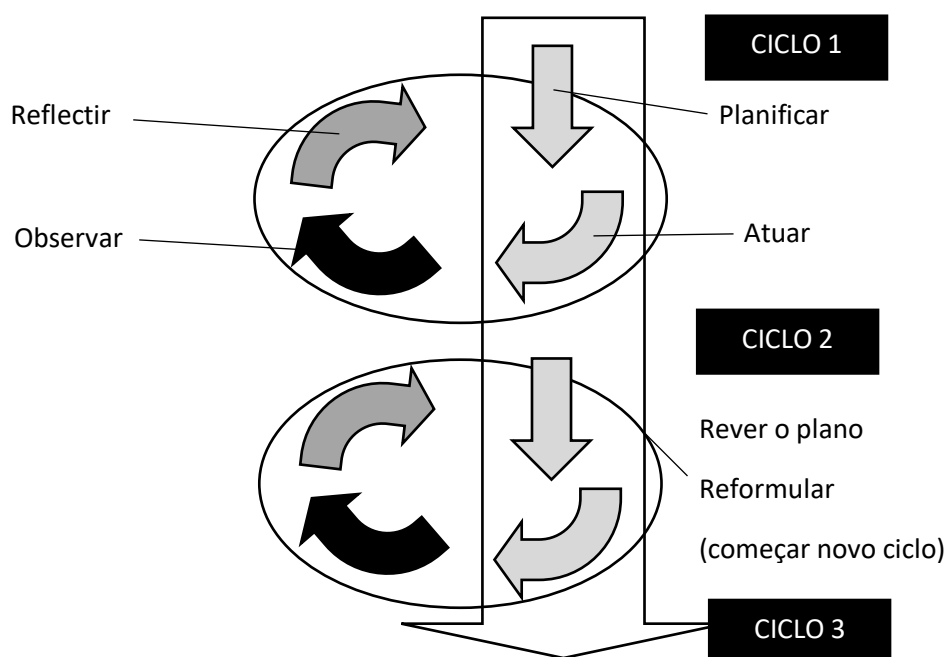 CICLO 1
Reflectir
Planificar
Observar
Atuar
CICLO 2
Rever o plano
Reformular
(começar novo ciclo)
CICLO 3